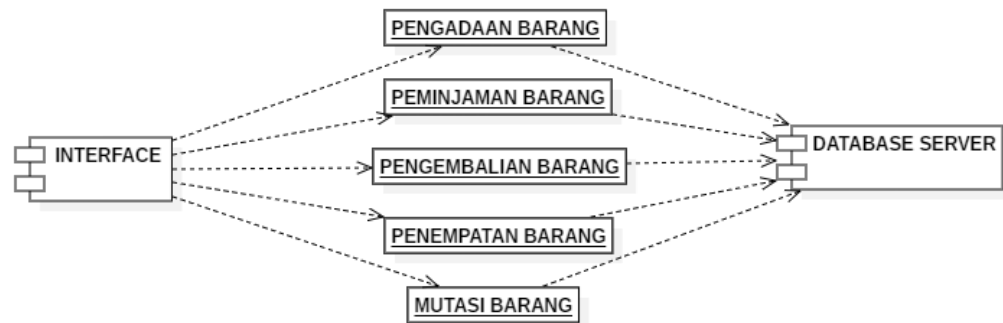 PENGADAAN BARANG
PEMINJAMAN BARANG
INTERFACE
DATABASE SERVER
PENGEMBALIAN BARANG
PENEMPATAN BARANG
MUTASI BARANG